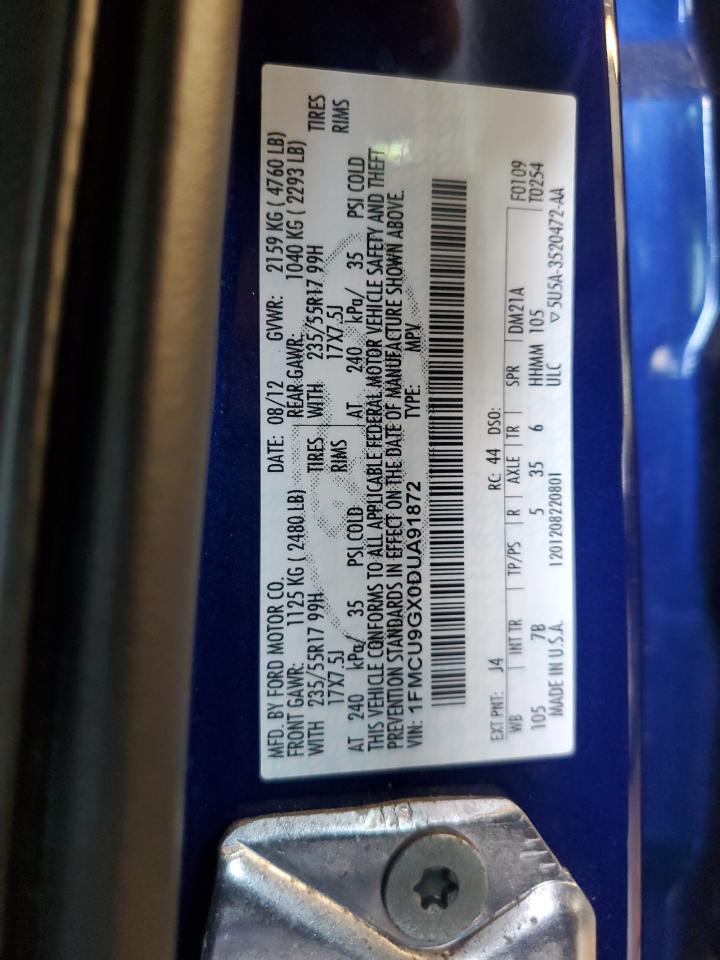 MFD. BY FORD MOTOR CO. DATE: 08/12 GVWR: 2159 KG ( 4760 LB)
FRONT GAWR: 1125 KG ( 2480 LB) REAR GAWR: 1040 KG ( 2293 LB)
WITH 235/55R17 99H TIRES WITH 235/55R17 99H TIRES
17X7.5J RIMS 17X7.5J RIMS
AT 240 kPa/ 35 PSI COLD AT 240 kPa/ 35 PSI COLD
THIS VEHICLE CONFORMS TO ALL APPLICABLE FEDERAL MOTOR VEHICLE SAFETY AND THEFT
PREVENTION STANDARDS IN EFFECT ON THE DATE OF MANUFACTURE SHOWN ABOVE.
VIN: 1FMCU9GX0DUA91872 TYPE: MPV
EXT PNT: J4 RC: 44 DSO: F0109
WB INT TR TP/PS R AXLE TR SPR DM21A T0254
105 7B 5 35 6 HHMM 105
MADE IN U.S.A. 1201208220801 ULC ▽5U5A-3520472-AA